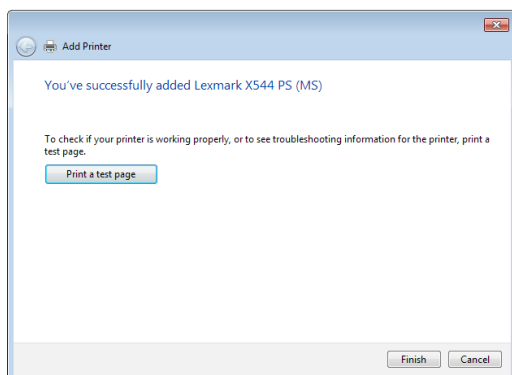 Add Printer
You've successfully added Lexmark X544 PS (MS)
To check if your printer is working properly, or to see troubleshooting information for the printer, print a
test page.
Print a test page
Finish
Cancel